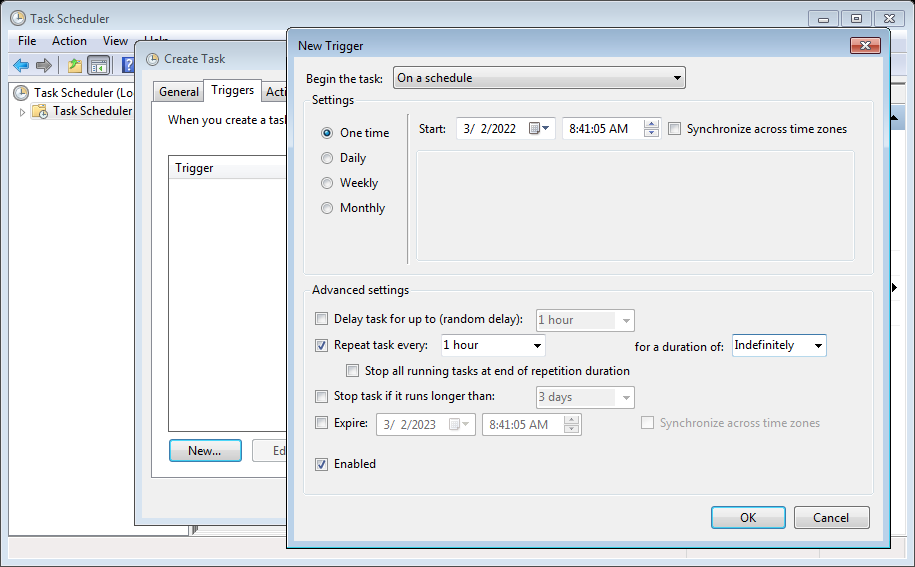 Task Scheduler
File Action View Help
Create Task
New Trigger
Task Scheduler (Lo
Task Scheduler
General Triggers Acti
When you create a task
Trigger
New...
Ed
Begin the task: On a schedule
Settings
One time
Daily
Weekly
Monthly
Start: 3/ 2/2022 8:41:05 AM Synchronize across time zones
Advanced settings
Delay task for up to (random delay): 1 hour
Repeat task every: 1 hour for a duration of: Indefinitely
Stop all running tasks at end of repetition duration
Stop task if it runs longer than: 3 days
Expire: 3/ 2/2023 8:41:05 AM Synchronize across time zones
Enabled
OK Cancel